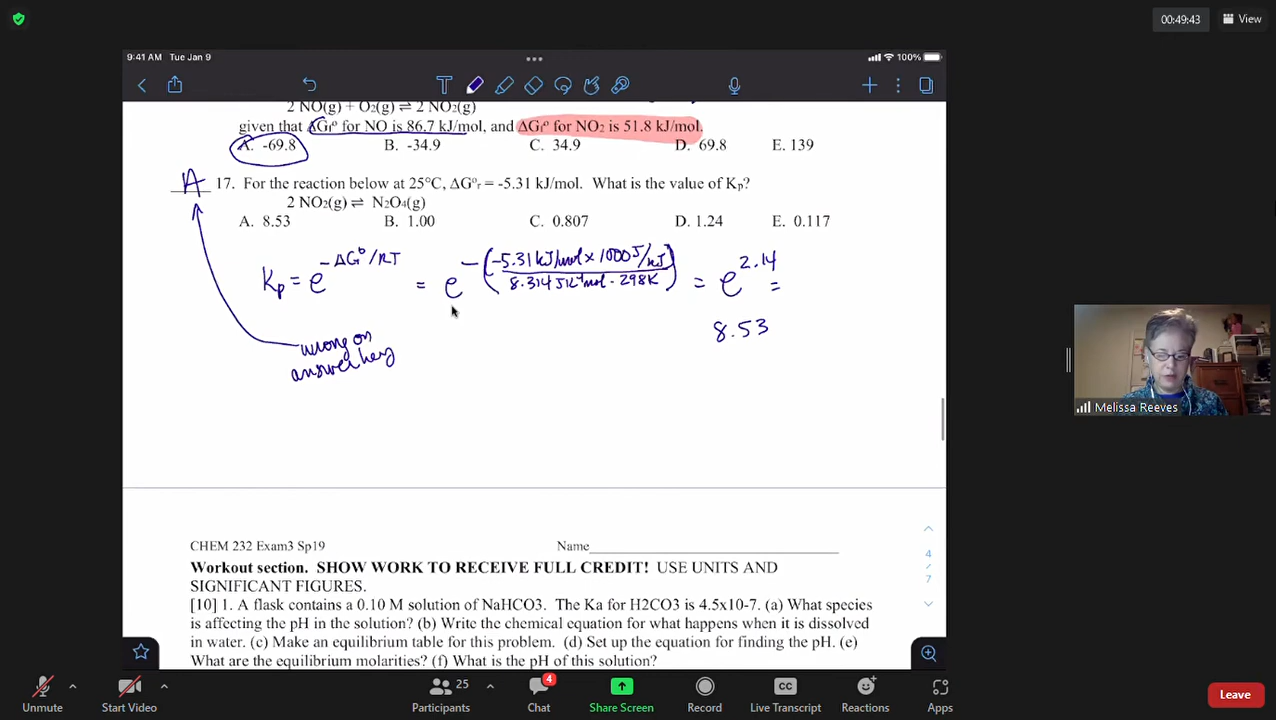 00:49:43
View
9:41 AM Tue Jan 9
100%
2 NO(g) + O₂(g) ⇌ 2 NO₂(g)
given that ΔGf° for NO is 86.7 kJ/mol, and ΔGf° for NO₂ is 51.8 kJ/mol.
A. -69.8 B. -34.9 C. 34.9 D. 69.8 E. 139
A 17. For the reaction below at 25°C, ΔG°r = -5.31 kJ/mol. What is the value of Kp?
2 NO₂(g) ⇌ N₂O₄(g)
A. 8.53 B. 1.00 C. 0.807 D. 1.24 E. 0.117
Kp = e^-ΔG°/RT = e^-(-5.31 kJ/mol x 1000 J/kJ / 8.314 JK⁻¹mol · 298K) = e^2.14 =
8.53
wrong on
answer key
CHEM 232 Exam3 Sp19 Name
Workout section. SHOW WORK TO RECEIVE FULL CREDIT! USE UNITS AND
SIGNIFICANT FIGURES.
[10] 1. A flask contains a 0.10 M solution of NaHCO3. The Ka for H2CO3 is 4.5x10-7. (a) What species
is affecting the pH in the solution? (b) Write the chemical equation for what happens when it is dissolved
in water. (c) Make an equilibrium table for this problem. (d) Set up the equation for finding the pH. (e)
What are the equilibrium molarities? (f) What is the pH of this solution?
4
/
7
Melissa Reeves
Unmute
Start Video
25
Participants
4
Chat
Share Screen
Record
CC
Live Transcript
Reactions
Apps
Leave